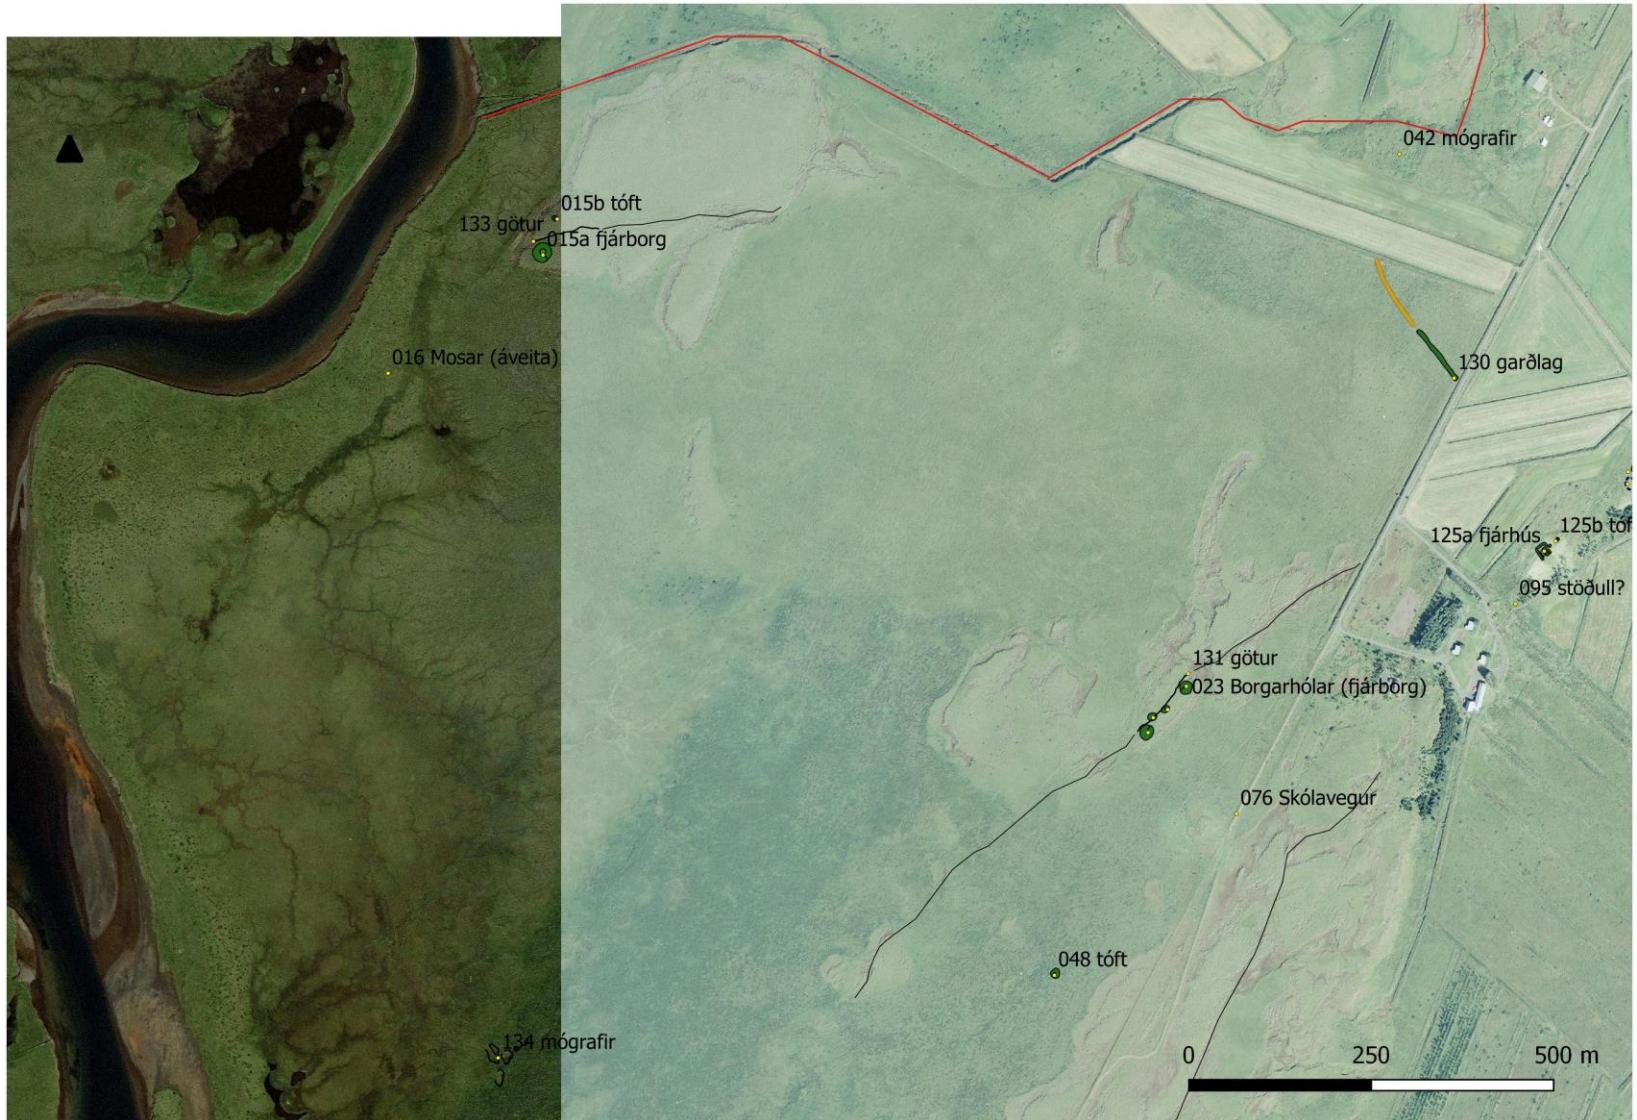 042 mógrafir
015b tóft
133 götur
015a fjárborg
016 Mosar (áveita)
130 garðlag
125a fjárhús
125b tóf
095 stöðull?
131 götur
023 Borgarhólar (fjárborg)
076 Skólavegur
048 tóft
134 mógrafir
0 250 500 m